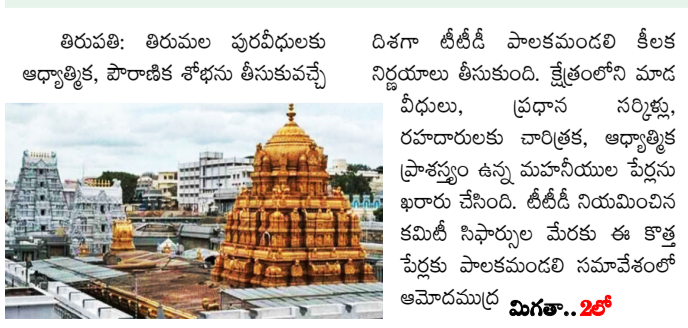 తిరుపతి: తిరుమల పురవీధులకు
ఆధ్యాత్మిక, పౌరాణిక శోభను తీసుకువచ్చే
దిశగా టీటీడీ పాలకమండలి కీలక
నిర్ణయాలు తీసుకుంది. క్షేత్రంలోని మాడ
వీధులు, ప్రధాన సర్కిళ్లు,
రహదారులకు చారిత్రక, ఆధ్యాత్మిక
ప్రాశస్త్యం ఉన్న మహనీయుల పేర్లను
ఖరారు చేసింది. టీటీడీ నియమించిన
కమిటీ సిఫార్సుల మేరకు ఈ కొత్త
పేర్లకు పాలకమండలి సమావేశంలో
ఆమోదముద్ర మిగతా..2లో